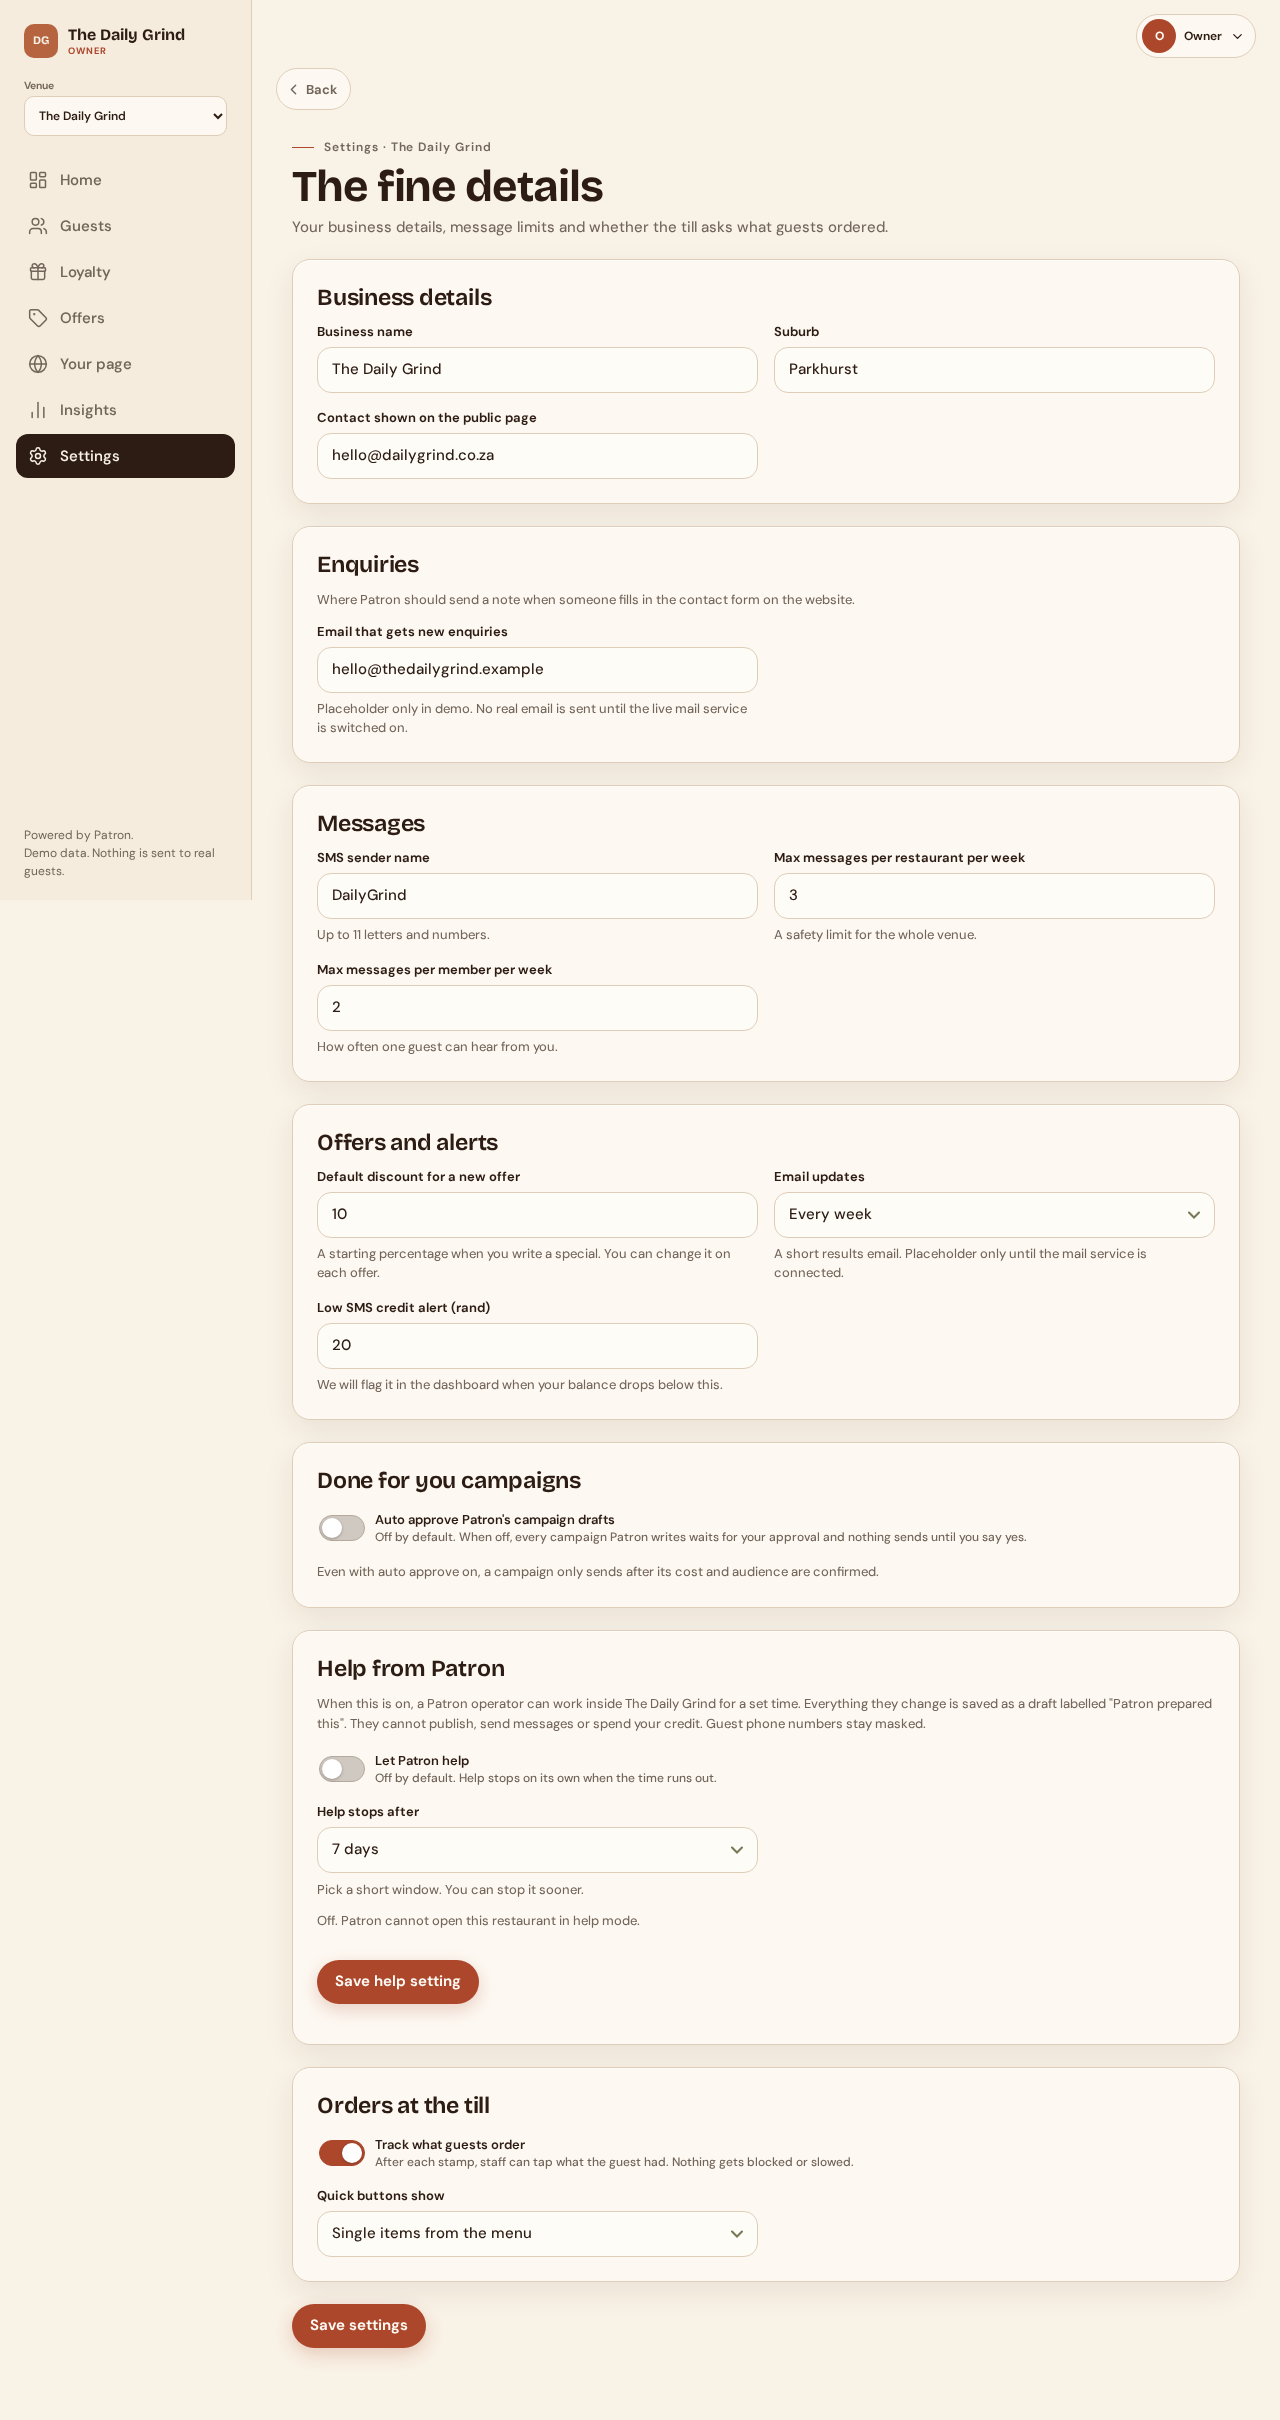 DG
The Daily Grind
OWNER
Venue
The Daily Grind
Home
Guests
Loyalty
Offers
Your page
Insights
Settings
Powered by Patron.
Demo data. Nothing is sent to real
guests.
O
Owner
Back
Settings · The Daily Grind
The fine details
Your business details, message limits and whether the till asks what guests ordered.
Business details
Business name
Suburb
The Daily Grind
Parkhurst
Contact shown on the public page
hello@dailygrind.co.za
Enquiries
Where Patron should send a note when someone fills in the contact form on the website.
Email that gets new enquiries
hello@thedailygrind.example
Placeholder only in demo. No real email is sent until the live mail service
is switched on.
Messages
SMS sender name
Max messages per restaurant per week
DailyGrind
3
Up to 11 letters and numbers.
A safety limit for the whole venue.
Max messages per member per week
2
How often one guest can hear from you.
Offers and alerts
Default discount for a new offer
Email updates
10
Every week
A starting percentage when you write a special. You can change it on
each offer.
A short results email. Placeholder only until the mail service is
connected.
Low SMS credit alert (rand)
20
We will flag it in the dashboard when your balance drops below this.
Done for you campaigns
Auto approve Patron's campaign drafts
Off by default. When off, every campaign Patron writes waits for your approval and nothing sends until you say yes.
Even with auto approve on, a campaign only sends after its cost and audience are confirmed.
Help from Patron
When this is on, a Patron operator can work inside The Daily Grind for a set time. Everything they change is saved as a draft labelled "Patron prepared
this". They cannot publish, send messages or spend your credit. Guest phone numbers stay masked.
Let Patron help
Off by default. Help stops on its own when the time runs out.
Help stops after
7 days
Pick a short window. You can stop it sooner.
Off. Patron cannot open this restaurant in help mode.
Save help setting
Orders at the till
Track what guests order
After each stamp, staff can tap what the guest had. Nothing gets blocked or slowed.
Quick buttons show
Single items from the menu
Save settings